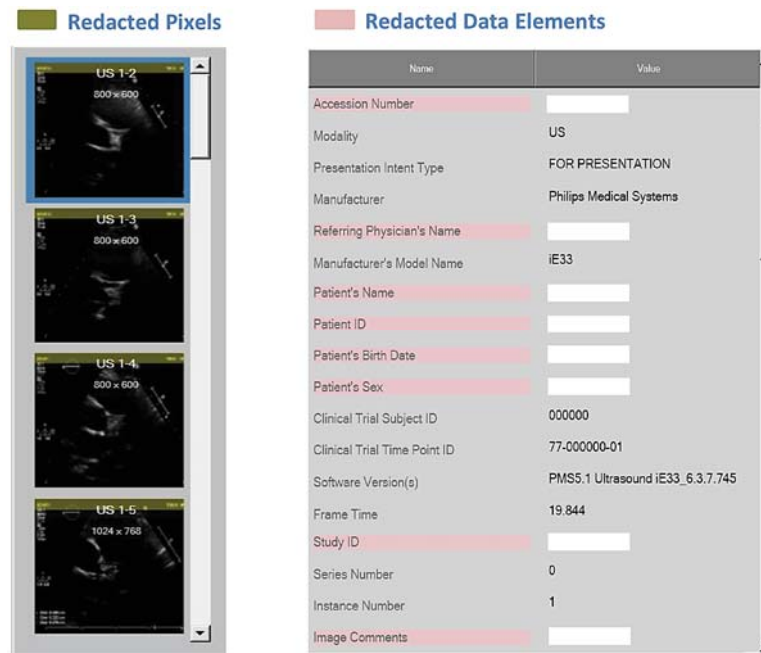 Redacted Pixels
Redacted Data Elements
US 1-2
800 x 600
US 1-3
800 x 600
US 1-4
800 x 600
US 1-5
1024 x 768
Name Value
Accession Number
Modality US
Presentation Intent Type FOR PRESENTATION
Manufacturer Philips Medical Systems
Referring Physician's Name
Manufacturer's Model Name iE33
Patient's Name
Patient ID
Patient's Birth Date
Patient's Sex
Clinical Trial Subject ID 000000
Clinical Trial Time Point ID 77-000000-01
Software Version(s) PMS5.1 Ultrasound iE33_6.3.7.745
Frame Time 19.844
Study ID
Series Number 0
Instance Number 1
Image Comments